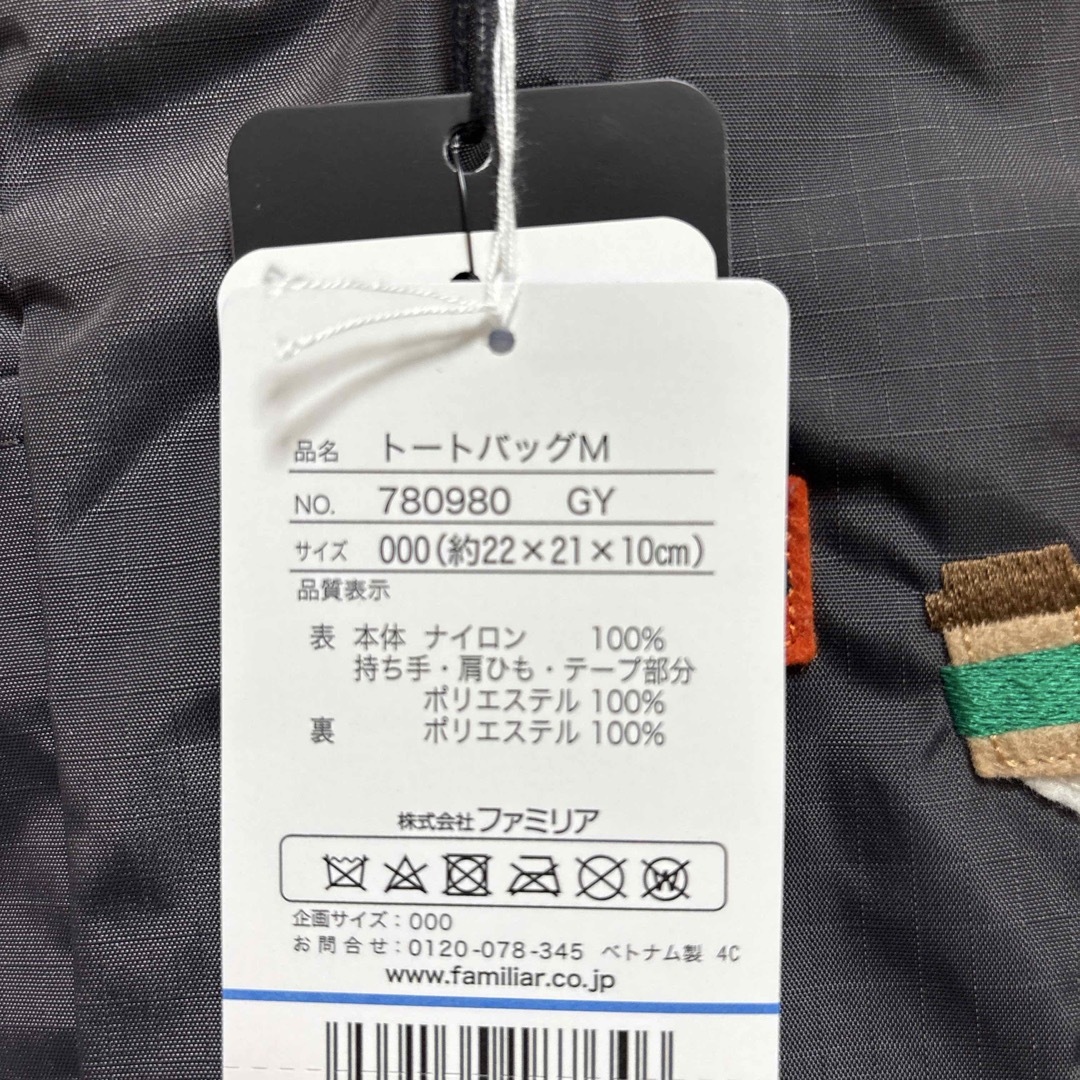 品名 トートバッグM
NO. 780980 GY
サイズ 000(約22×21×10cm)
品質表示
表 本体 ナイロン 100%
持ち手・肩ひも・テープ部分
ポリエステル 100%
裏 ポリエステル 100%
株式会社ファミリア
W
企画サイズ：000
お問合せ：0120-078-345 ベトナム製 4C
www.familiar.co.jp